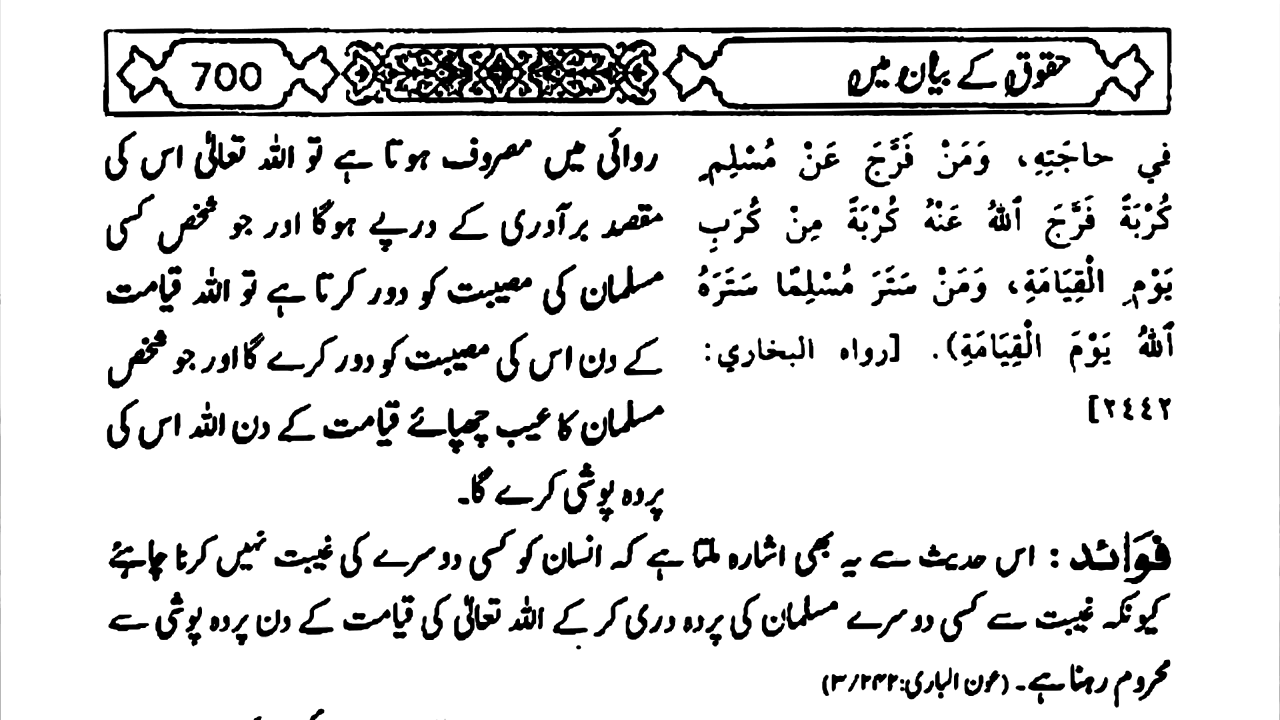 حقوق کے بیان میں 700
في حاجَتِهِ، وَمَنْ فَرَّجَ عَنْ مُسْلِمٍ
كُرْبَةً فَرَّجَ ٱللهُ عَنْهُ كُرْبَةً مِنْ كُرَبِ
يَوْمِ الْقِيَامَةِ، وَمَنْ سَتَرَ مُسْلِمًا سَتَرَهُ
ٱللهُ يَوْمَ الْقِيَامَةِ). [رواه البخاري:
٢٤٤٢]
روائی میں مصروف ہوتا ہے تو اللہ تعالیٰ اس کی
مقصد برآوری کے درپے ہوگا اور جو شخص کسی
مسلمان کی مصیبت کو دور کرتا ہے تو اللہ قیامت
کے دن اس کی مصیبت کو دور کرے گا اور جو شخص
مسلمان کا عیب چھپائے قیامت کے دن اللہ اس کی
پردہ پوشی کرے گا۔
فوَائد : اس حدیث سے یہ بھی اشارہ ملتا ہے کہ انسان کو کسی دوسرے کی غیبت نہیں کرنا چاہئے
کیونکہ غیبت سے کسی دوسرے مسلمان کی پردہ دری کر کے اللہ تعالیٰ کی قیامت کے دن پردہ پوشی سے
محروم رہنا ہے۔ (عون الباری:۳/۲۴۲)